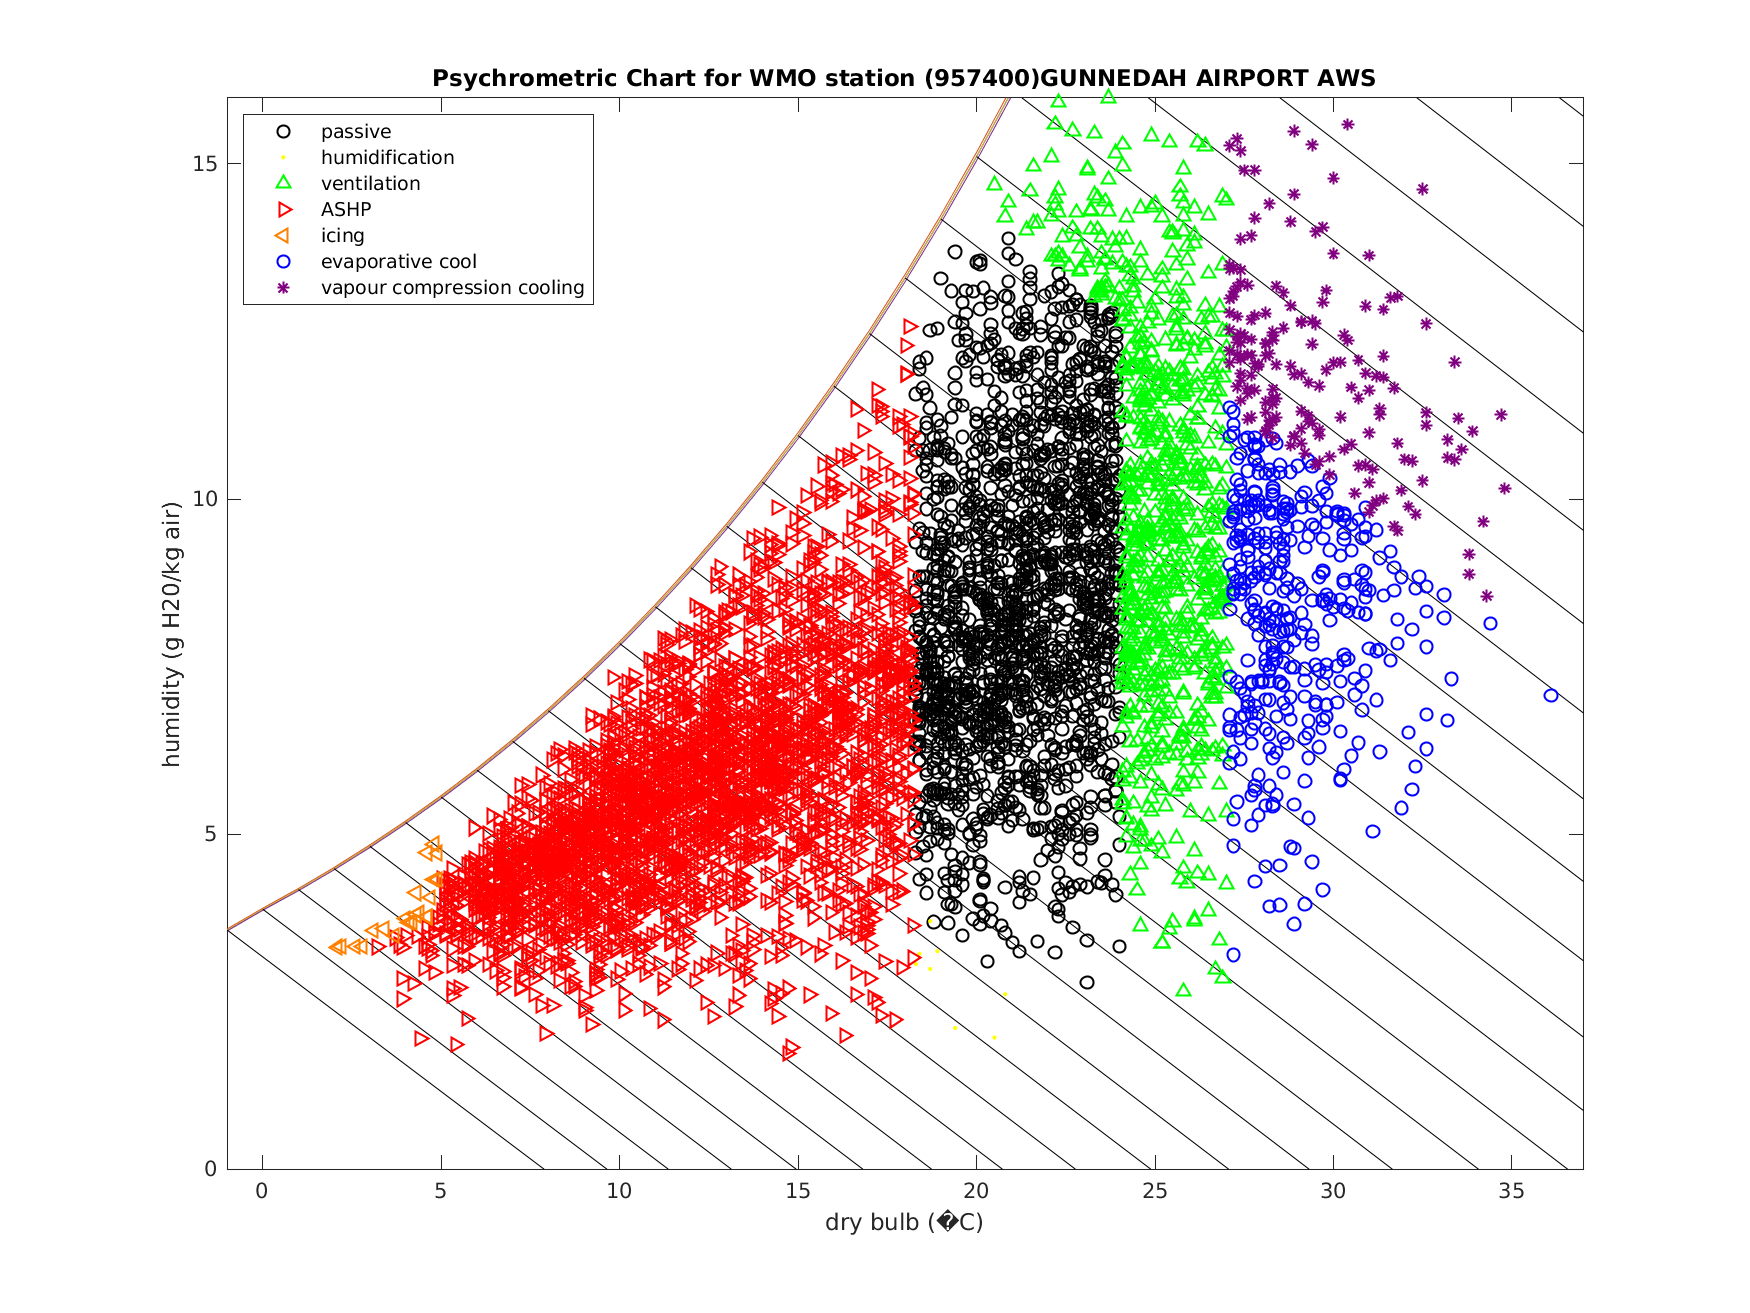 Psychrometric Chart for WMO station (957400)GUNNEDAH AIRPORT AWS
passive
humidification
ventilation
ASHP
icing
evaporative cool
vapour compression cooling
15
10
5
0
humidity (g H20/kg air)
0 5 10 15 20 25 30 35
dry bulb (�C)